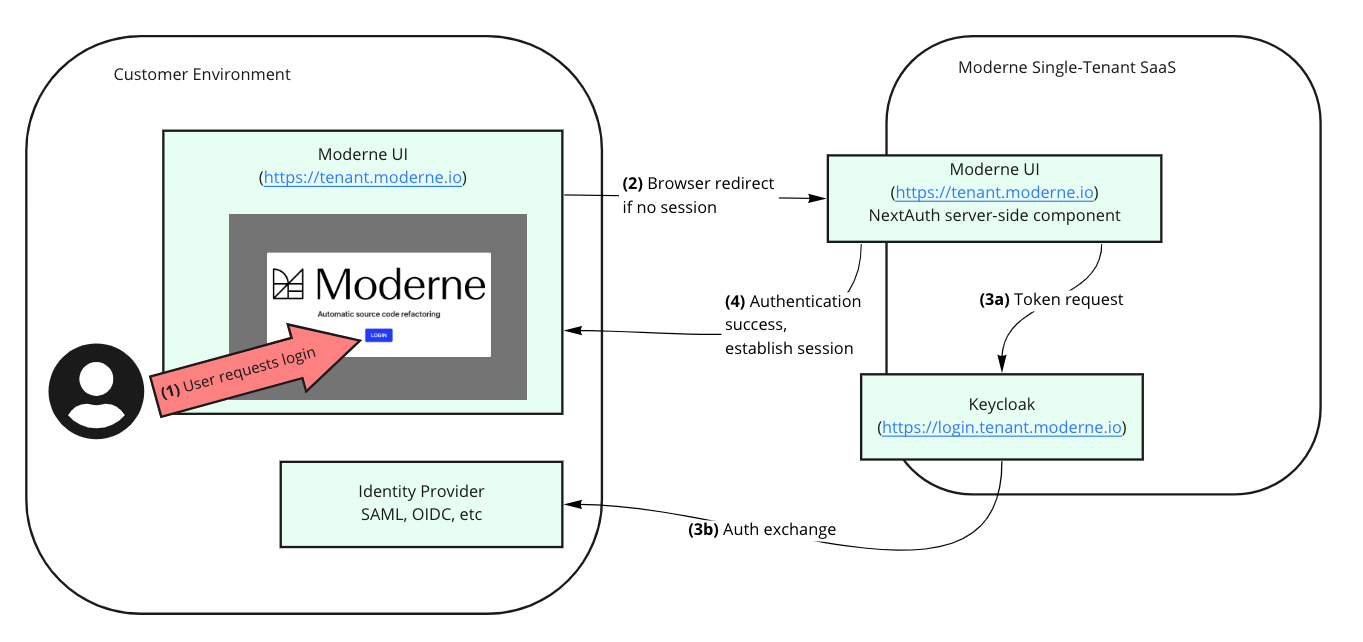 Customer Environment
Moderne Single-Tenant SaaS
Moderne UI
(https://tenant.moderne.io)
Moderne
Automatic source code refactoring
LOGIN
(1) User requests login
(2) Browser redirect
if no session
Moderne UI
(https://tenant.moderne.io)
NextAuth server-side component
(3a) Token request
(4) Authentication
success,
establish session
Keycloak
(https://login.tenant.moderne.io)
Identity Provider
SAML, OIDC, etc
(3b) Auth exchange